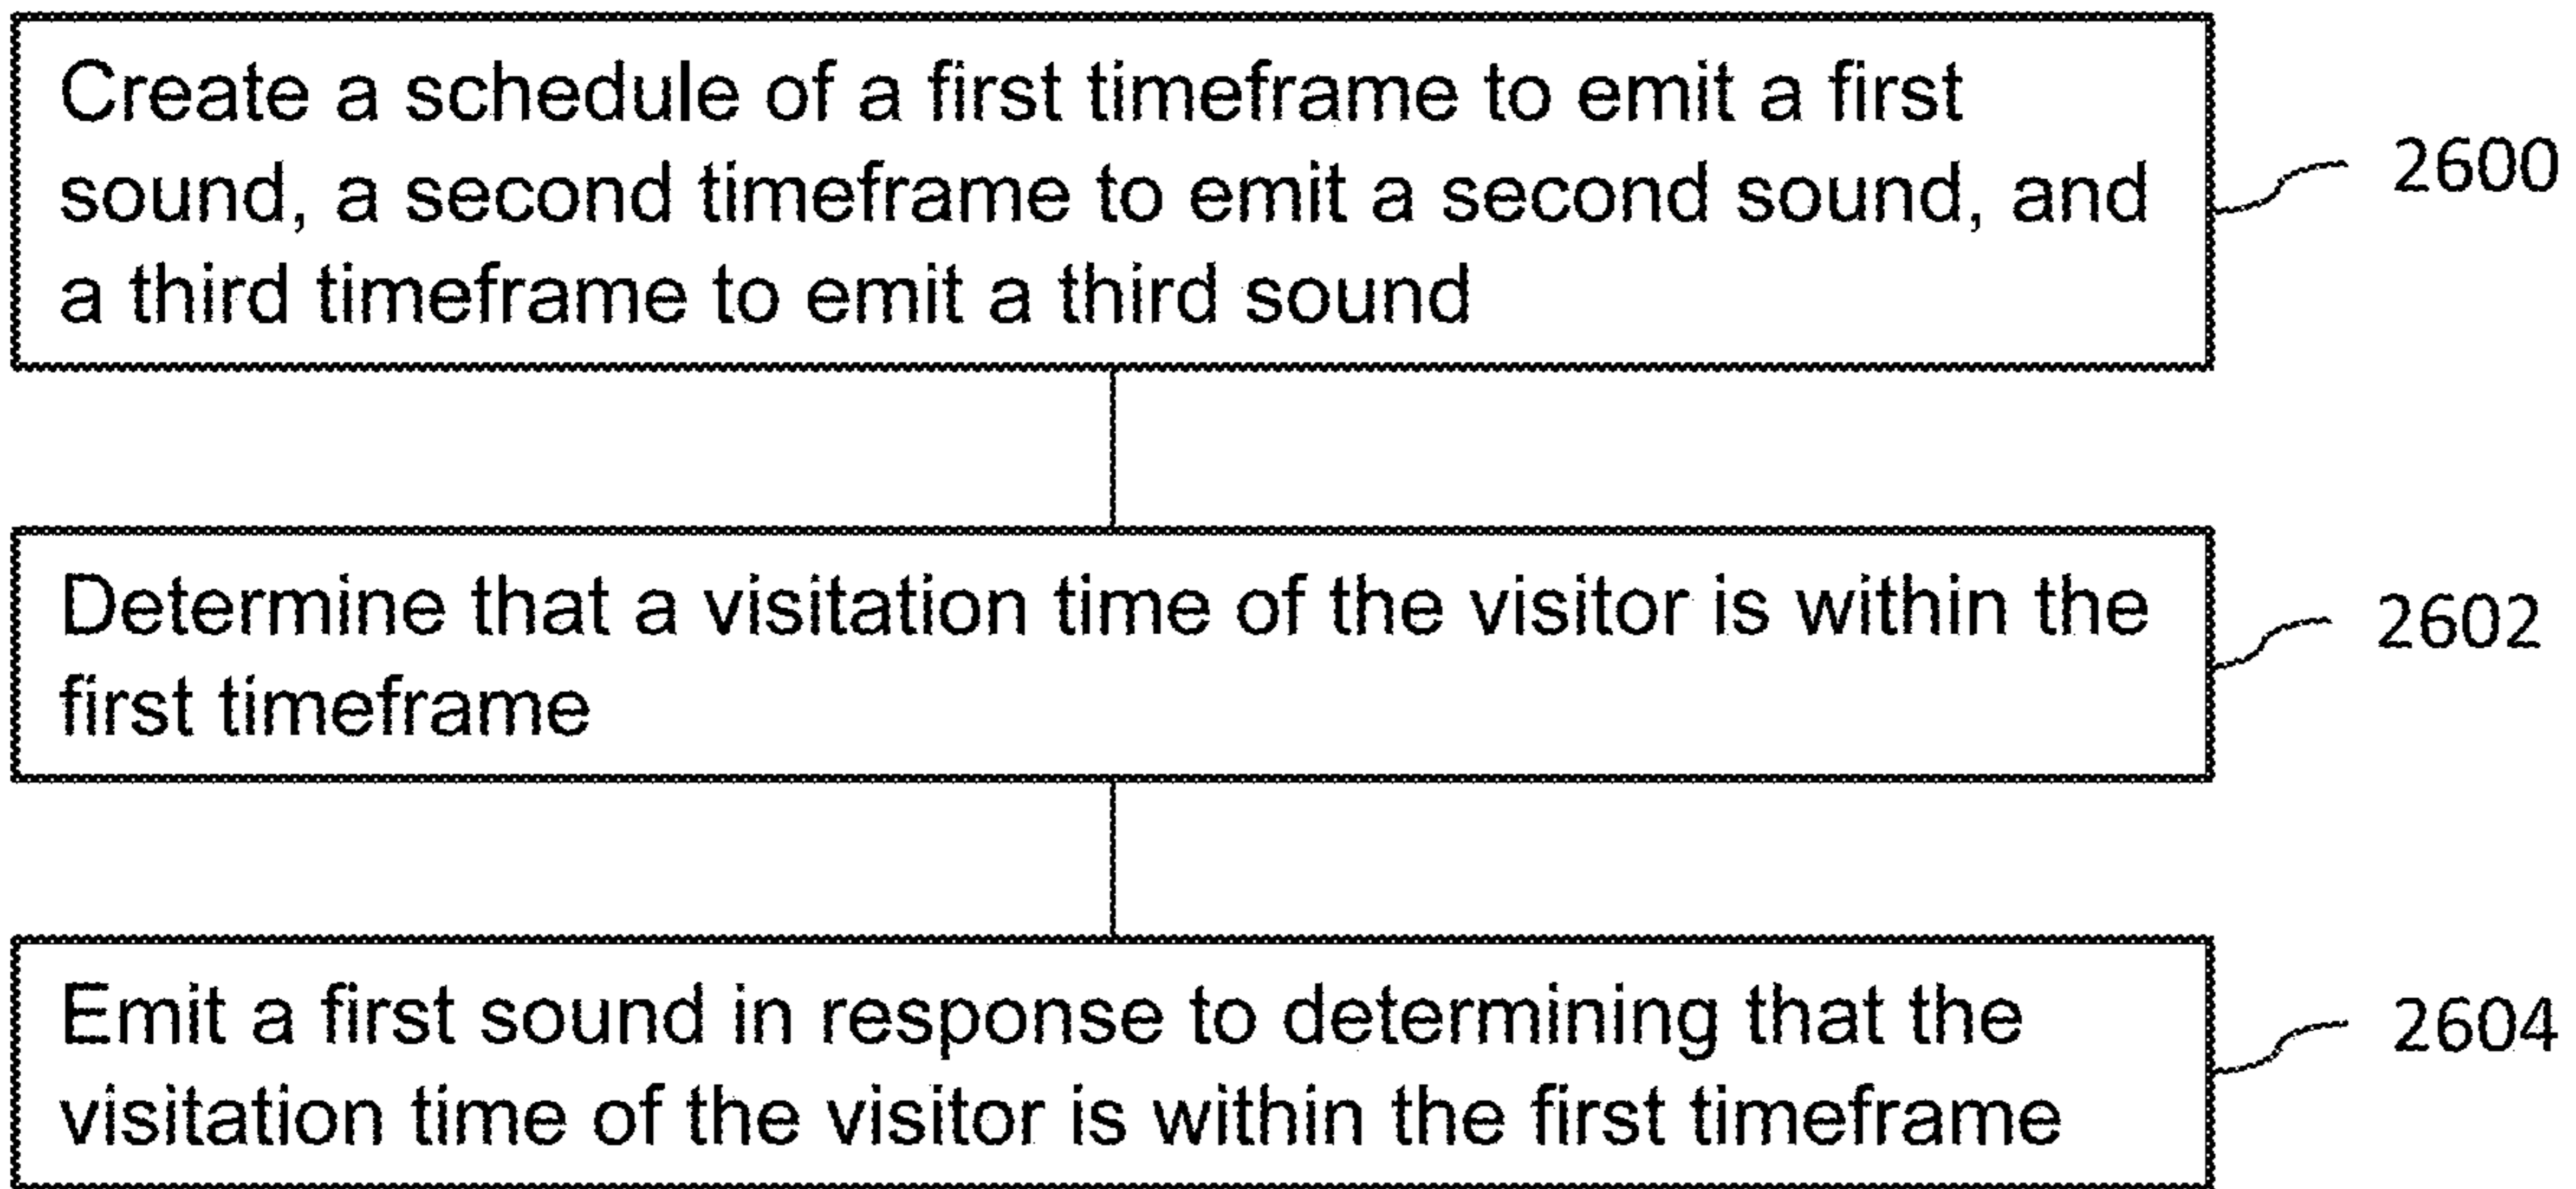 Create a schedule of a first timeframe to emit a first
sound, a second timeframe to emit a second sound, and
a third timeframe to emit a third sound
2600
Determine that a visitation time of the visitor is within the
first timeframe
2602
Emit a first sound in response to determining that the
visitation time of the visitor is within the first timeframe
2604